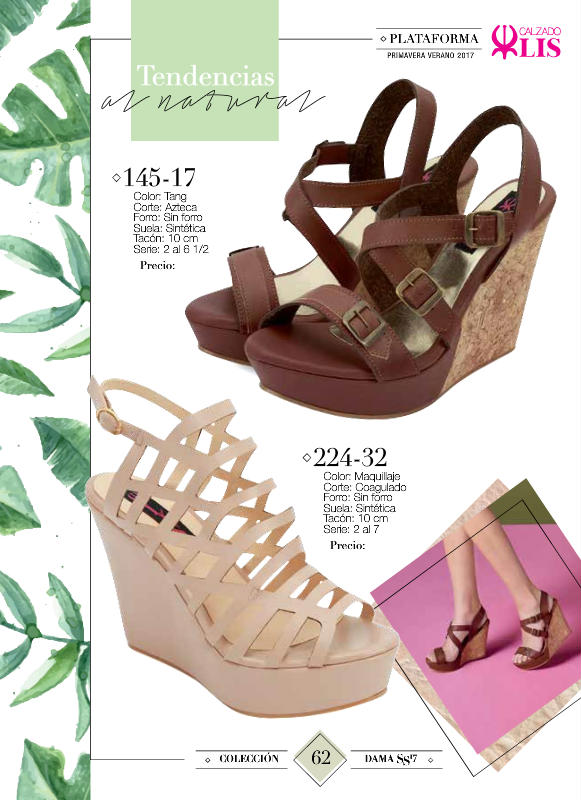 PLATAFORMA
PRIMAVERA VERANO 2017
CALZADO
LIS
Tendencias
al natural
145-17
Color: Tang
Corte: Azteca
Forro: Sin forro
Suela: Sintética
Tacón: 10 cm
Serie: 2 al 6 1/2
Precio:
224-32
Color: Maquillaje
Corte: Coagulado
Forro: Sin forro
Suela: Sintética
Tacón: 10 cm
Serie: 2 al 7
Precio:
COLECCIÓN
62
DAMA SS'17